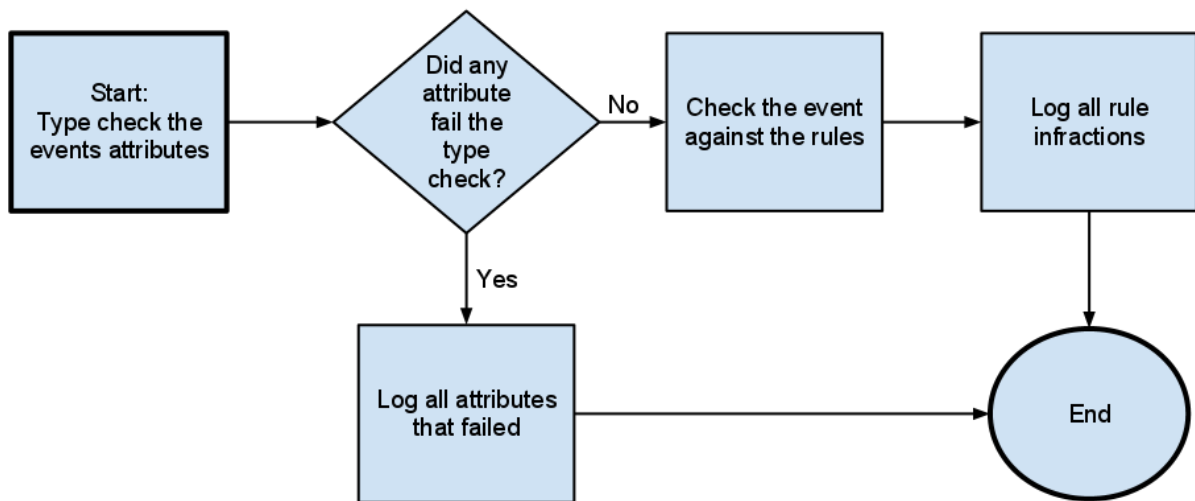 Start:
Type check the
events attributes
Did any
attribute
fail the
type
check?
No
Check the event
against the rules
Log all rule
infractions
Yes
Log all attributes
that failed
End